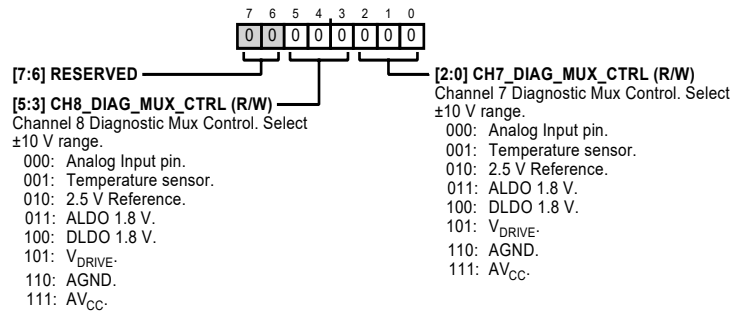 7 6 5 4 3 2 1 0
0 0 0 0 0 0 0 0
[7:6] RESERVED
[5:3] CH8_DIAG_MUX_CTRL (R/W)
Channel 8 Diagnostic Mux Control. Select
±10 V range.
000: Analog Input pin.
001: Temperature sensor.
010: 2.5 V Reference.
011: ALDO 1.8 V.
100: DLDO 1.8 V.
101: VDRIVE.
110: AGND.
111: AVCC.
[2:0] CH7_DIAG_MUX_CTRL (R/W)
Channel 7 Diagnostic Mux Control. Select
±10 V range.
000: Analog Input pin.
001: Temperature sensor.
010: 2.5 V Reference.
011: ALDO 1.8 V.
100: DLDO 1.8 V.
101: VDRIVE.
110: AGND.
111: AVCC.